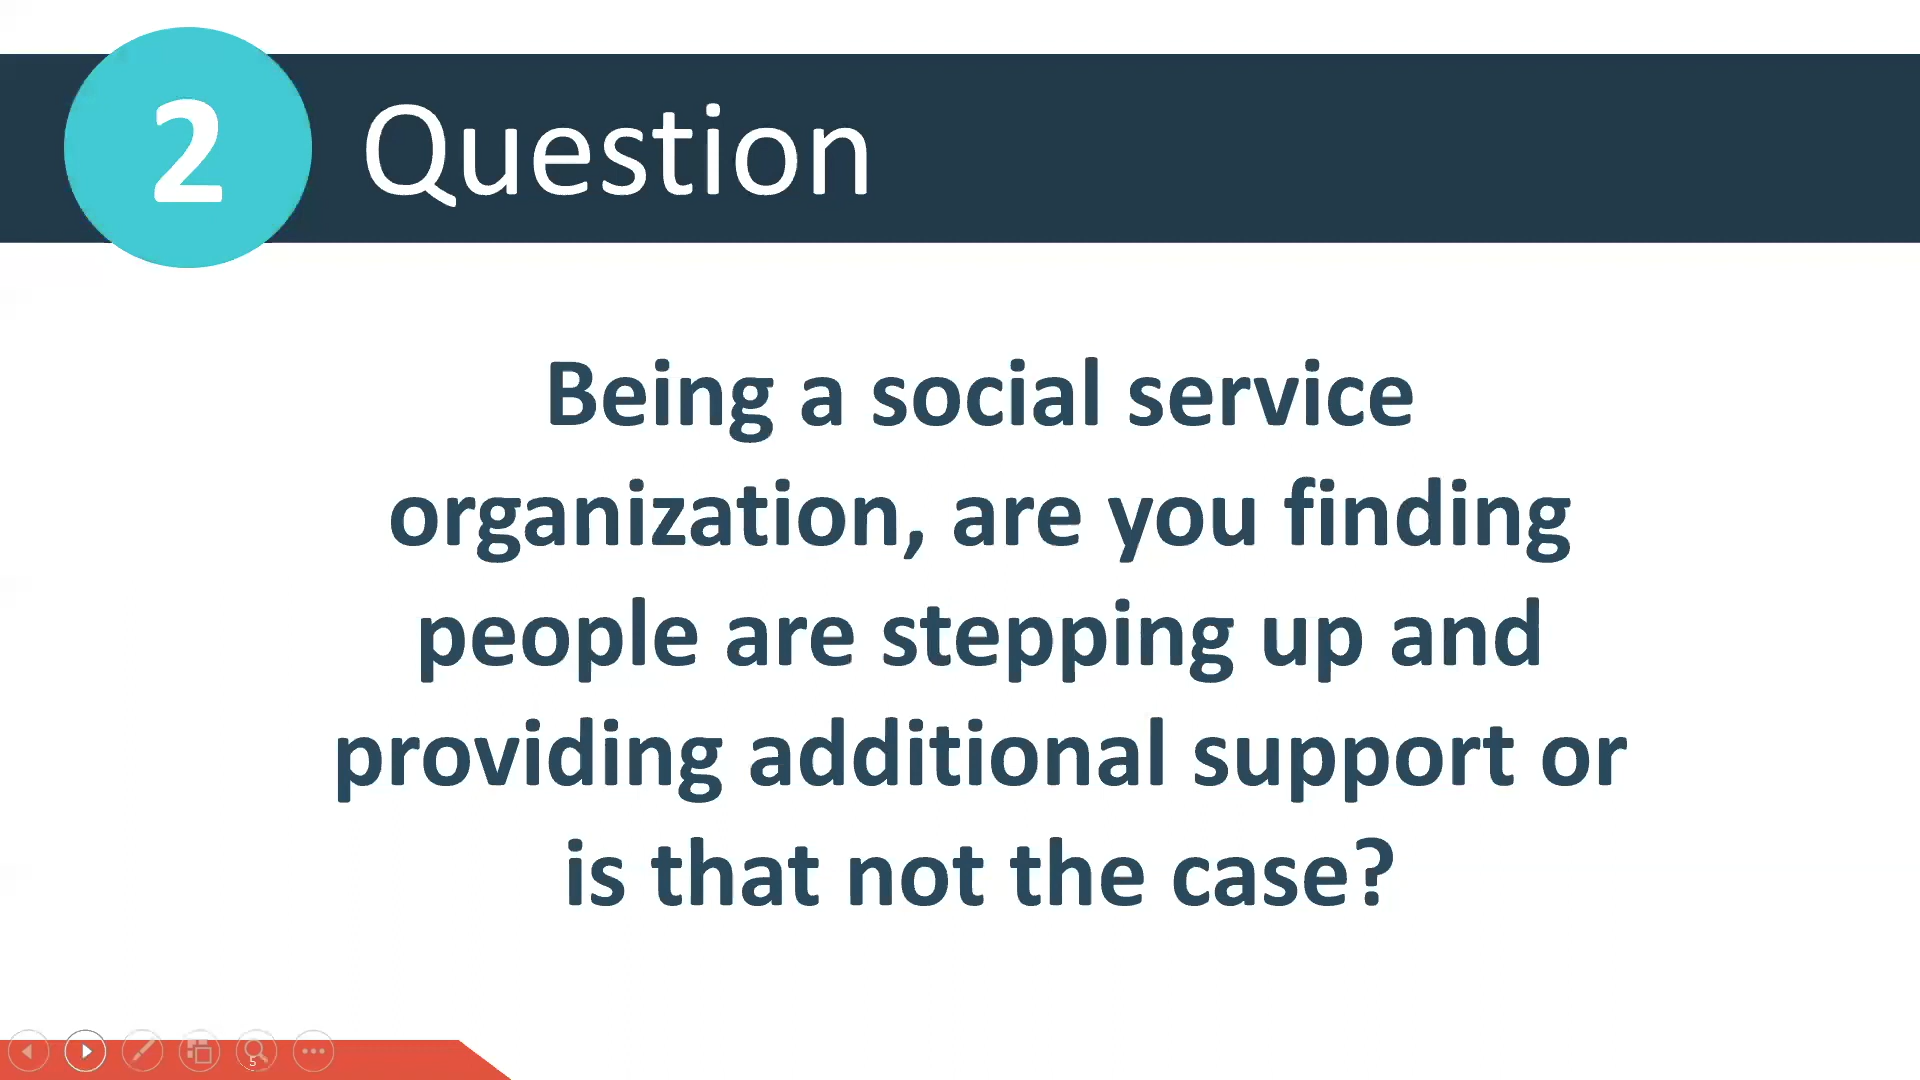 2 Question
Being a social service
organization, are you finding
people are stepping up and
providing additional support or
is that not the case?
5